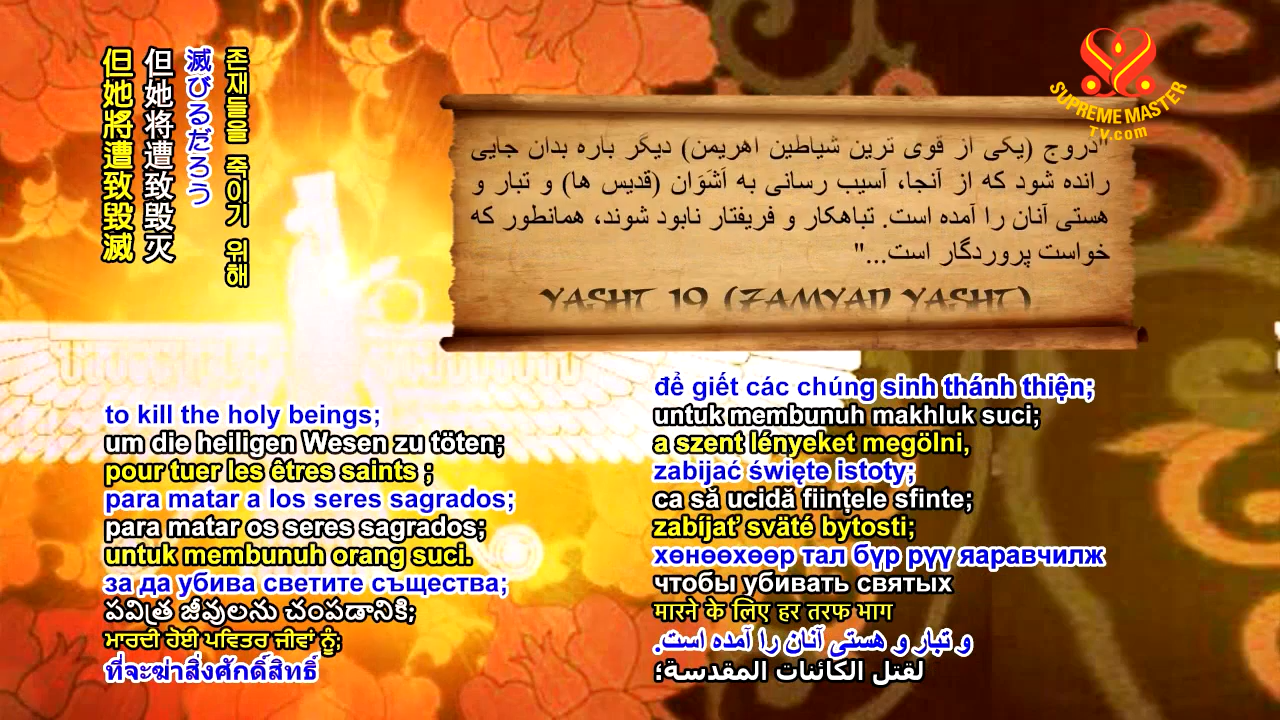 但她將遭致毀滅
但她将遭致毁灭
滅びるだろう
존재들을 죽이기 위해
SUPREME MASTER
TV.com
"دروج (یکی از قوی ترین شیاطین اهریمن) دیگر باره بدان جایی
رانده شود که از آنجا، آسیب رسانی به اَشَوَان (قدیس ها) و تبار و
هستی آنان را آمده است. تباهکار و فریفتار نابود شوند، همانطور که
خواست پروردگار است..."
YASHT 19 (ZAMYAD YASHT)
to kill the holy beings;
um die heiligen Wesen zu töten;
pour tuer les êtres saints ;
para matar a los seres sagrados;
para matar os seres sagrados;
untuk membunuh orang suci.
за да убива светите същества;
పవిత్ర జీవులను చంపడానికి;
ਮਾਰਦੀ ਹੋਈ ਪਵਿਤਰ ਜੀਵਾਂ ਨੂੰ;
ที่จะฆ่าสิ่งศักดิ์สิทธิ์
để giết các chúng sinh thánh thiện;
untuk membunuh makhluk suci;
a szent lényeket megölni,
zabijać święte istoty;
ca să ucidă ființele sfinte;
zabíjať sväté bytosti;
хөнөөхөөр тал бүр рүү яаравчилж
чтобы убивать святых
मारने के लिए हर तरफ भाग
و تبار و هستی آنان را آمده است.
لقتل الكائنات المقدسة؛